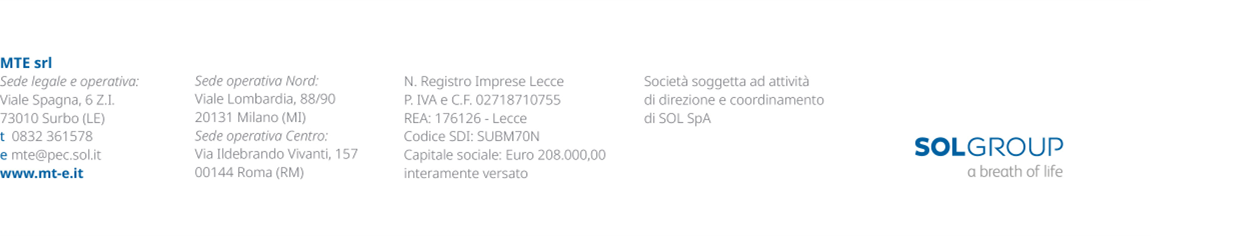 MTE srl
Sede legale e operativa:
Viale Spagna, 6 Z.I.
73010 Surbo (LE)
t 0832 361578
e mte@pec.sol.it
www.mt-e.it
Sede operativa Nord:
Viale Lombardia, 88/90
20131 Milano (MI)
Sede operativa Centro:
Via Ildebrando Vivanti, 157
00144 Roma (RM)
N. Registro Imprese Lecce
P. IVA e C.F. 02718710755
REA: 176126 - Lecce
Codice SDI: SUBM70N
Capitale sociale: Euro 208.000,00
interamente versato
Società soggetta ad attività
di direzione e coordinamento
di SOL SpA
SOLGROUP
a breath of life